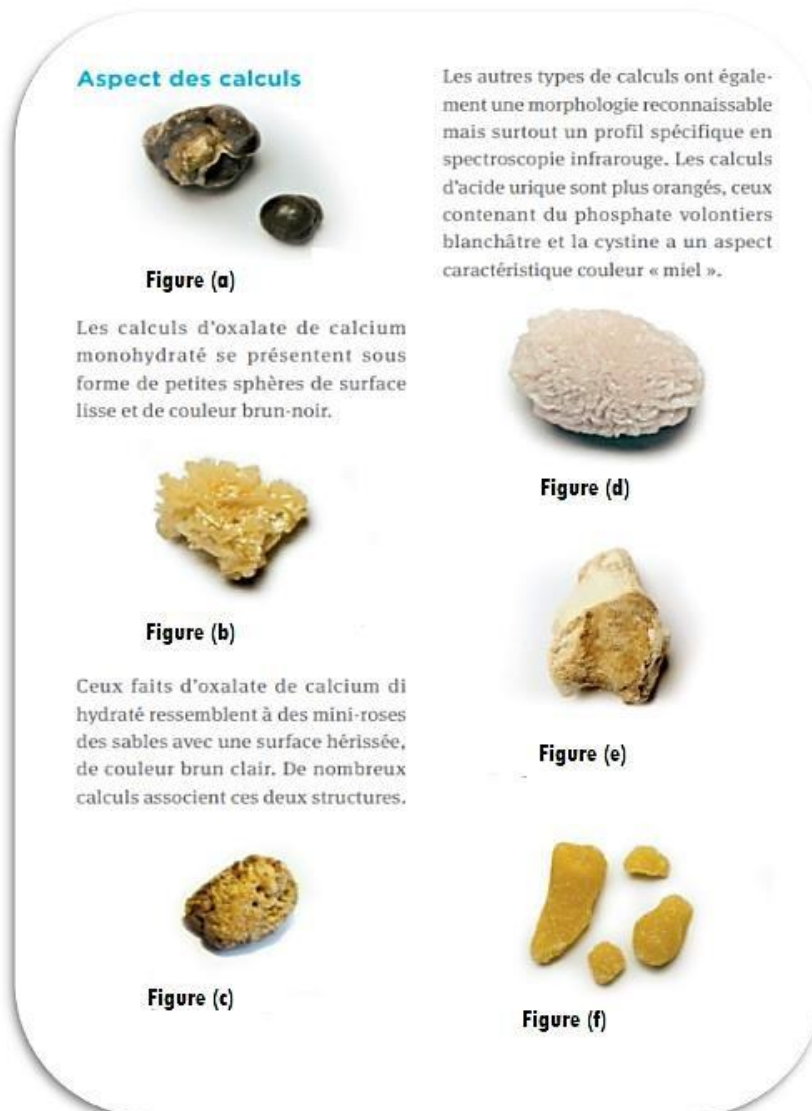 Aspect des calculs
Figure (a)
Les calculs d'oxalate de calcium
monohydraté se présentent sous
forme de petites sphères de surface
lisse et de couleur brun-noir.
Figure (b)
Ceux faits d'oxalate de calcium di
hydraté ressemblent à des mini-roses
des sables avec une surface hérissée,
de couleur brun clair. De nombreux
calculs associent ces deux structures.
Figure (c)
Les autres types de calculs ont égale-
ment une morphologie reconnaissable
mais surtout un profil spécifique en
spectroscopie infrarouge. Les calculs
d'acide urique sont plus orangés, ceux
contenant du phosphate volontiers
blanchâtre et la cystine a un aspect
caractéristique couleur « miel ».
Figure (d)
Figure (e)
Figure (f)